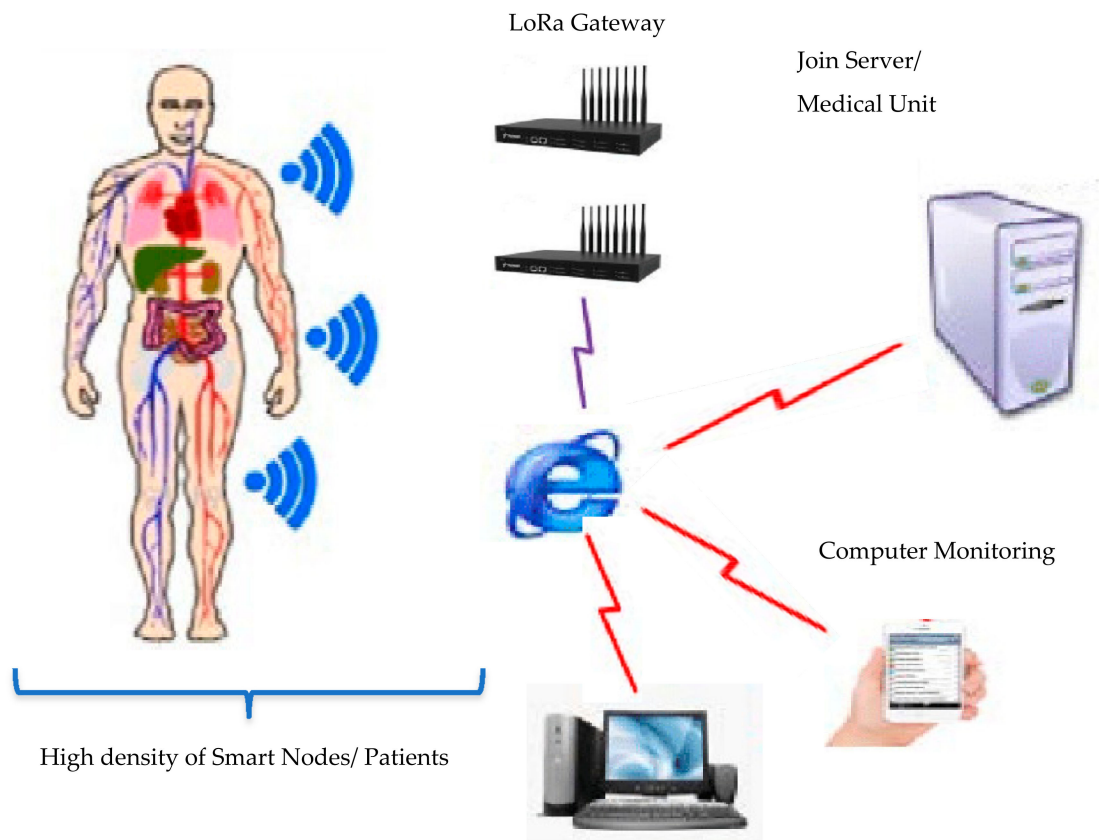 LoRa Gateway
Join Server/
Medical Unit
Computer Monitoring
High density of Smart Nodes/ Patients